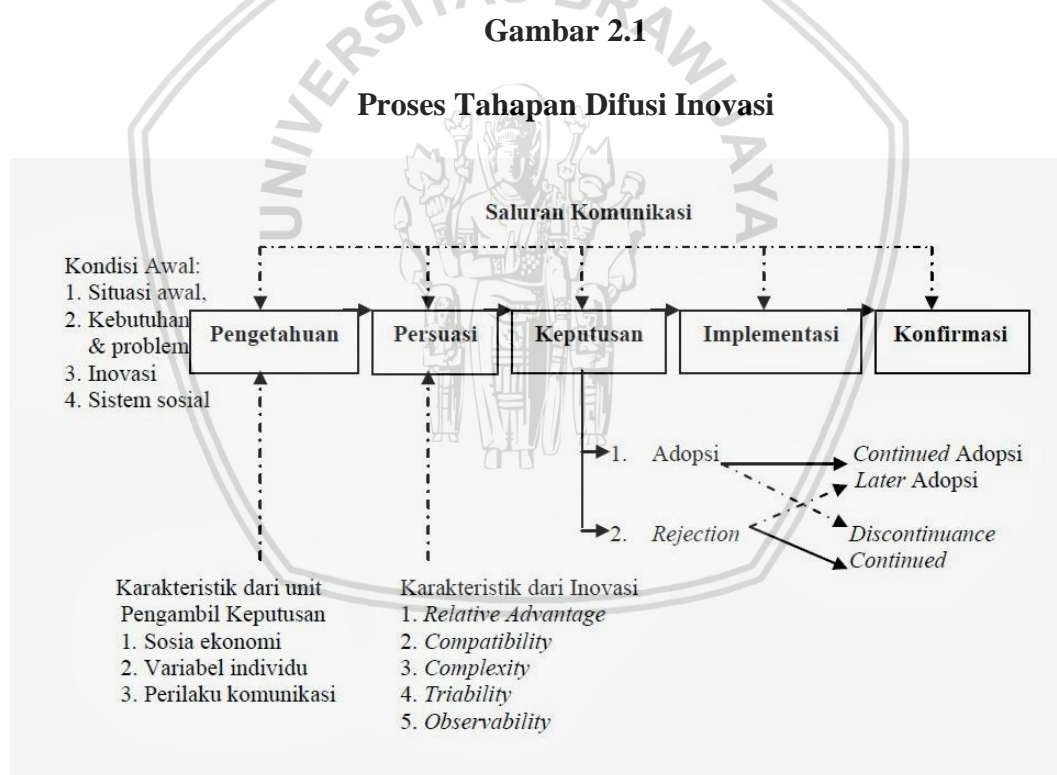 UNIVERSITAS BRAWIJAYA
Gambar 2.1
Proses Tahapan Difusi Inovasi
Saluran Komunikasi
Kondisi Awal:
1. Situasi awal,
2. Kebutuhan
& problem
3. Inovasi
4. Sistem sosial
Pengetahuan
Persuasi
Keputusan
Implementasi
Konfirmasi
1. Adopsi
2. Rejection
Continued Adopsi
Later Adopsi
Discontinuance
Continued
Karakteristik dari unit
Pengambil Keputusan
1. Sosia ekonomi
2. Variabel individu
3. Perilaku komunikasi
Karakteristik dari Inovasi
1. Relative Advantage
2. Compatibility
3. Complexity
4. Triability
5. Observability